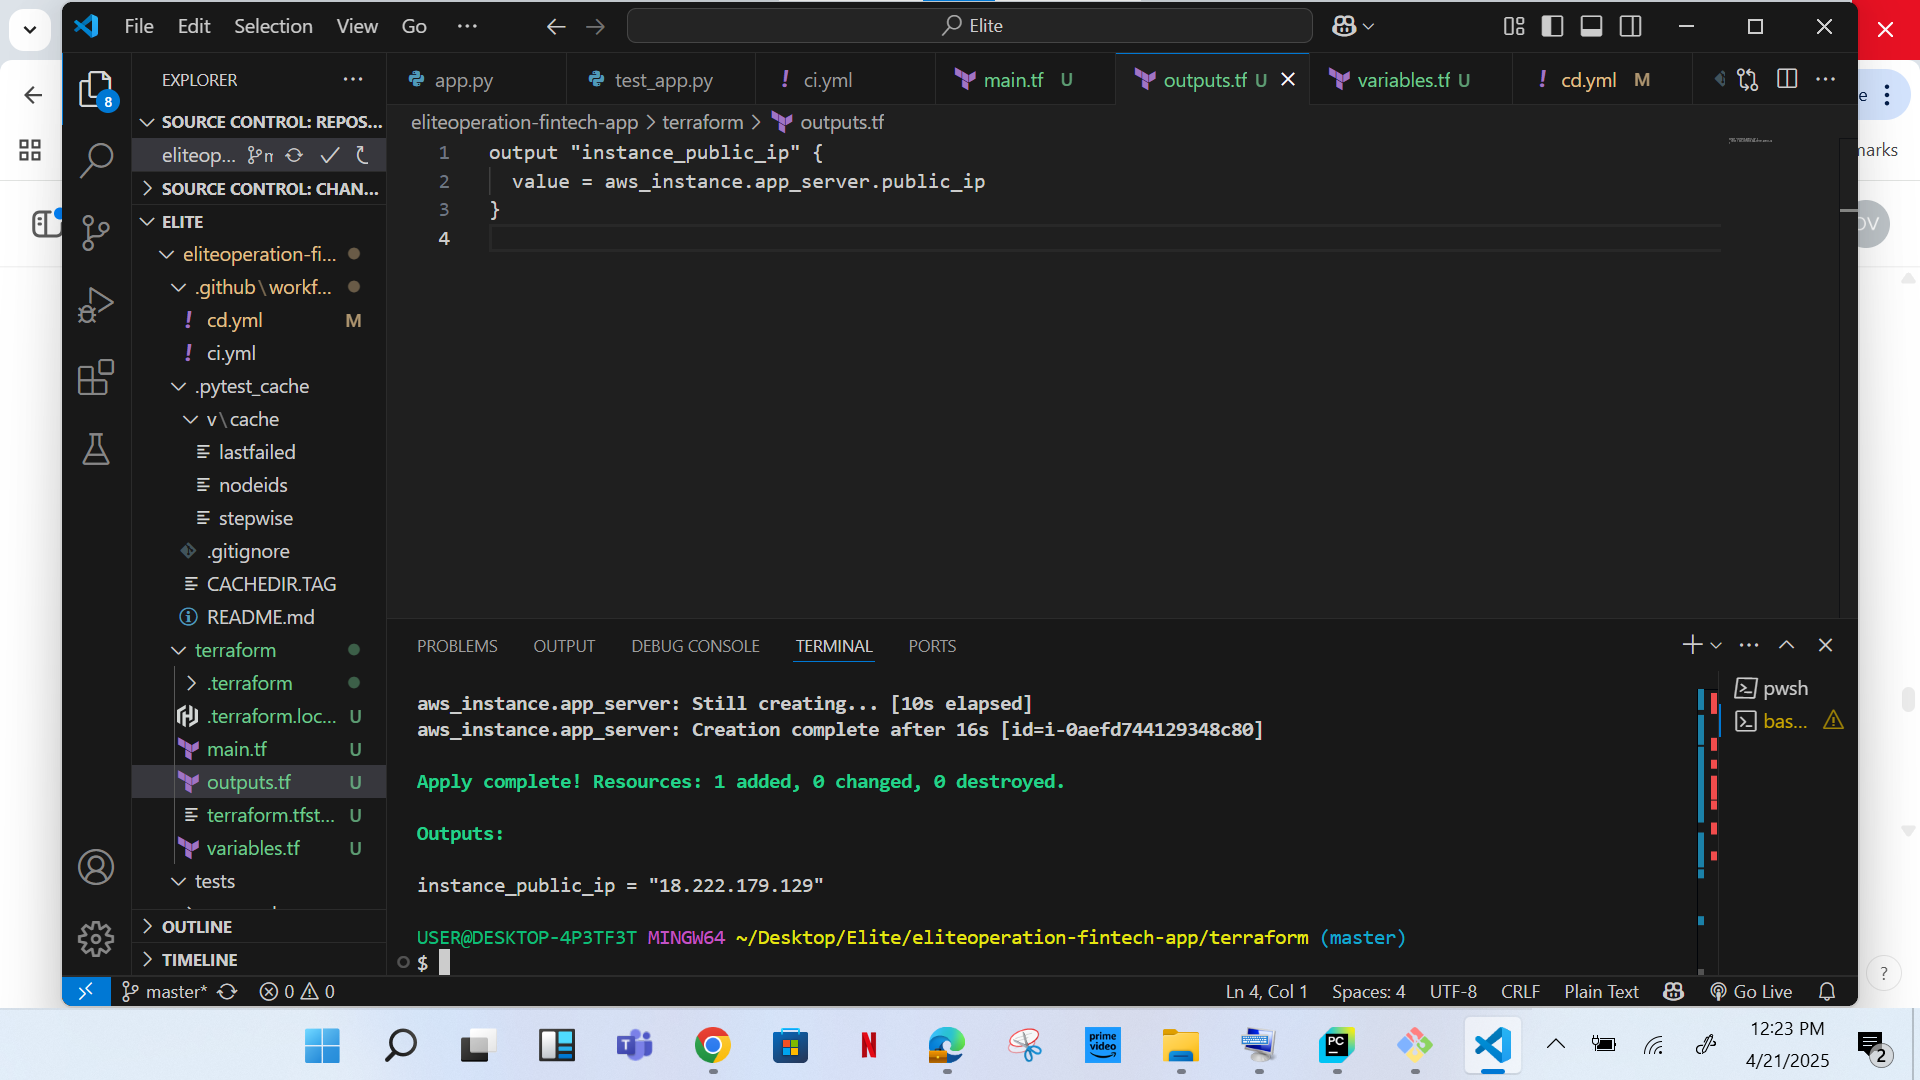 File Edit Selection View Go ··· Elite
EXPLORER ···
app.py test_app.py ! ci.yml main.tf U outputs.tf U variables.tf U ! cd.yml M ···
eliteoperation-fintech-app > terraform > outputs.tf
SOURCE CONTROL: REPOS...
eliteop...
SOURCE CONTROL: CHAN...
ELITE
eliteoperation-fi...
.github\workf...
! cd.yml M
! ci.yml
.pytest_cache
v\cache
lastfailed
nodeids
stepwise
.gitignore
CACHEDIR.TAG
README.md
terraform
.terraform
.terraform.loc... U
main.tf U
outputs.tf U
terraform.tfst... U
variables.tf U
tests
OUTLINE
TIMELINE
8
1 output "instance_public_ip" {
2 value = aws_instance.app_server.public_ip
3 }
4
PROBLEMS OUTPUT DEBUG CONSOLE TERMINAL PORTS
aws_instance.app_server: Still creating... [10s elapsed]
aws_instance.app_server: Creation complete after 16s [id=i-0aefd744129348c80]
Apply complete! Resources: 1 added, 0 changed, 0 destroyed.
Outputs:
instance_public_ip = "18.222.179.129"
USER@DESKTOP-4P3TF3T MINGW64 ~/Desktop/Elite/eliteoperation-fintech-app/terraform (master)
$
pwsh
bas...
master* 0 0 Ln 4, Col 1 Spaces: 4 UTF-8 CRLF Plain Text Go Live
marks
?
prime video
PC
12:23 PM
4/21/2025
2